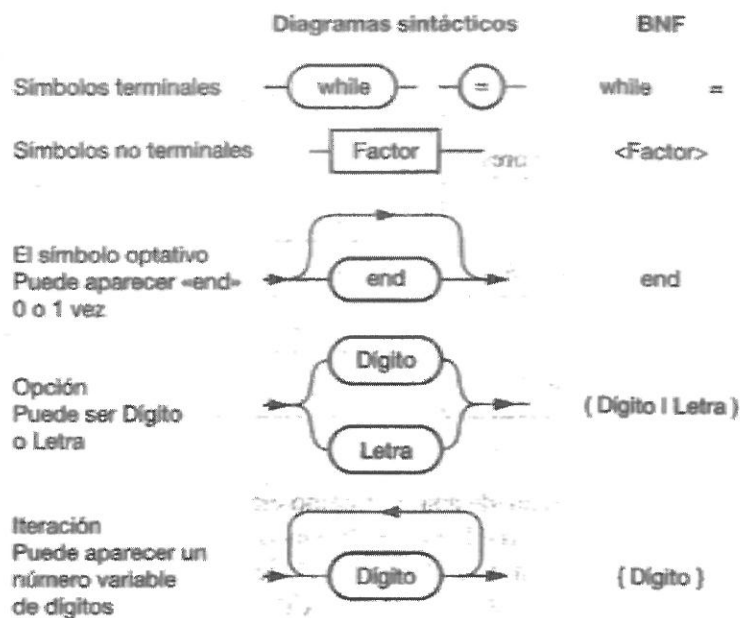 Diagramas sintácticos BNF
Símbolos terminales while = while =
Símbolos no terminales Factor <Factor>
El símbolo optativo
Puede aparecer «end» end end
0 o 1 vez
Dígito
Opción
Puede ser Dígito ( Dígito | Letra )
o Letra
Letra
Iteración
Puede aparecer un
número variable Dígito { Dígito }
de dígitos